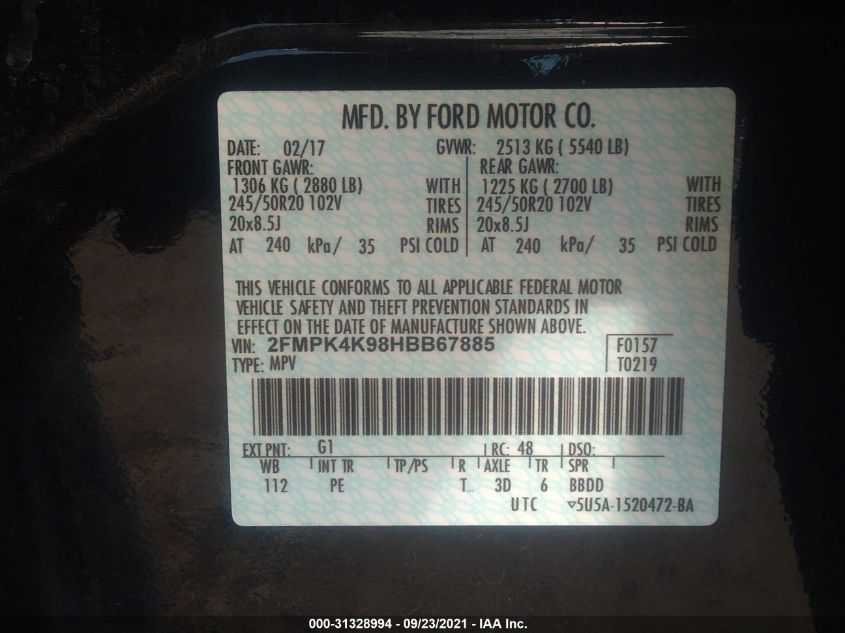 MFD. BY FORD MOTOR CO.
DATE: 02/17 GVWR: 2513 KG ( 5540 LB)
FRONT GAWR: REAR GAWR:
1306 KG ( 2880 LB) WITH 1225 KG ( 2700 LB) WITH
245/50R20 102V TIRES 245/50R20 102V TIRES
20x8.5J RIMS 20x8.5J RIMS
AT 240 kPa/ 35 PSI COLD AT 240 kPa/ 35 PSI COLD
THIS VEHICLE CONFORMS TO ALL APPLICABLE FEDERAL MOTOR
VEHICLE SAFETY AND THEFT PREVENTION STANDARDS IN
EFFECT ON THE DATE OF MANUFACTURE SHOWN ABOVE.
VIN: 2FMPK4K98HBB67885 F0157
TYPE: MPV T0219
EXT PNT: G1 RC: 48 DSO:
WB INT TR TP/PS R AXLE TR SPR
112 PE T 3D 6 BBDD
UTC ▽5U5A-1520472-BA
000-31328994 - 09/23/2021 - IAA Inc.